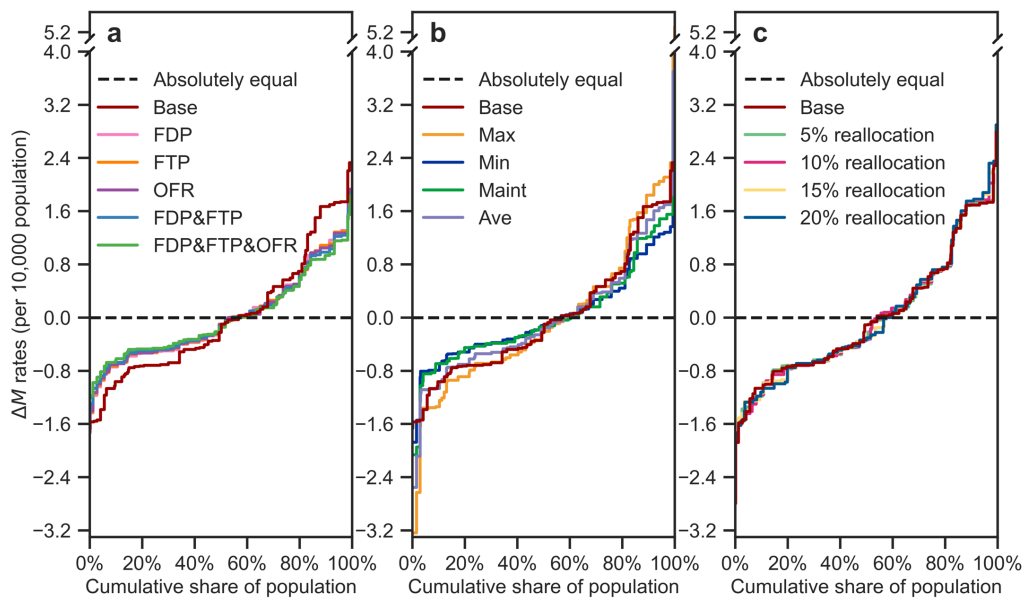 a
b
c
5.2
4.0
3.2
2.4
1.6
0.8
0.0
−0.8
−1.6
−2.4
−3.2
ΔM rates (per 10,000 population)
Absolutely equal
Base
FDP
FTP
OFR
FDP&FTP
FDP&FTP&OFR
0% 20% 40% 60% 80% 100%
Cumulative share of population
5.2
4.0
3.2
2.4
1.6
0.8
0.0
−0.8
−1.6
−2.4
−3.2
Absolutely equal
Base
Max
Min
Maint
Ave
0% 20% 40% 60% 80% 100%
Cumulative share of population
5.2
4.0
3.2
2.4
1.6
0.8
0.0
−0.8
−1.6
−2.4
−3.2
Absolutely equal
Base
5% reallocation
10% reallocation
15% reallocation
20% reallocation
0% 20% 40% 60% 80% 100%
Cumulative share of population